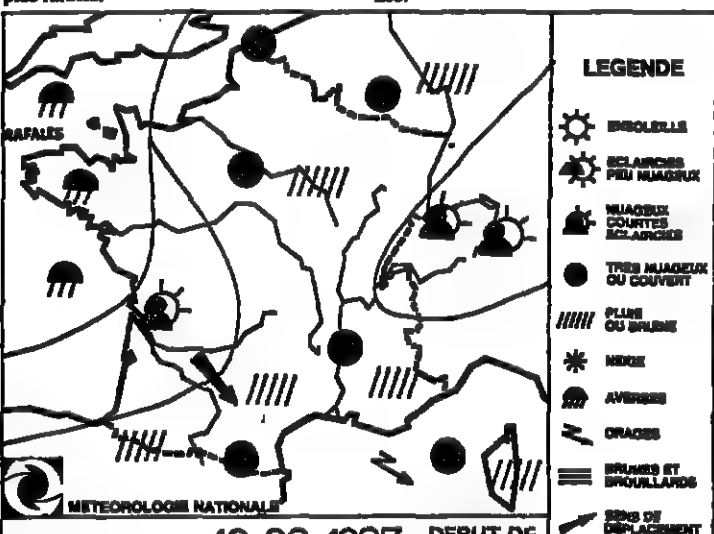 RAFALES
METEOROLOGIE NATIONALE
DEBUT DE
LEGENDE
ENSOLEILLE
ECLAIRCIES
PEU NUAGEUX
NUAGEUX
COURTES
ECLAIRCIES
TRES NUAGEUX
OU COUVERT
PLUIE
OU BRUINE
NEIGE
AVERSES
ORAGES
BRUMES ET
BROUILLARDS
SENS DE
DEPLACEMENT